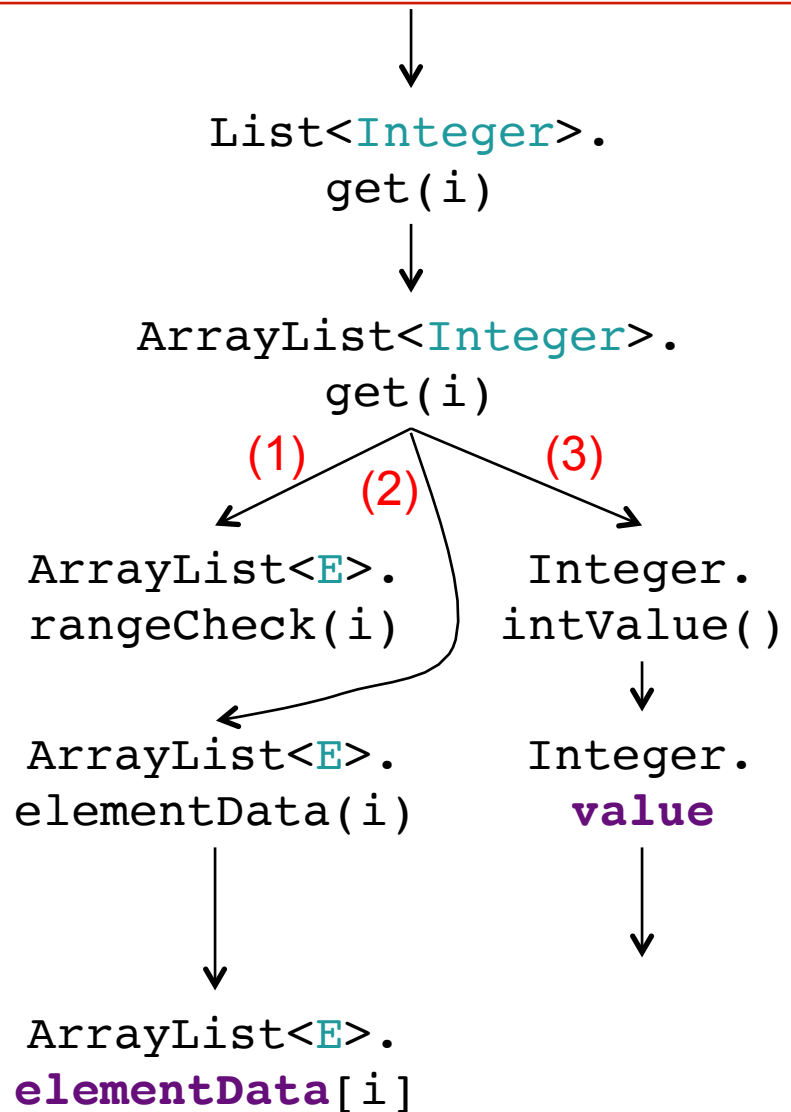 List<Integer>.
get(i)
ArrayList<Integer>.
get(i)
(1)
(2)
(3)
ArrayList<E>.
rangeCheck(i)
Integer.
intValue()
ArrayList<E>.
elementData(i)
Integer.
value
ArrayList<E>.
elementData[i]